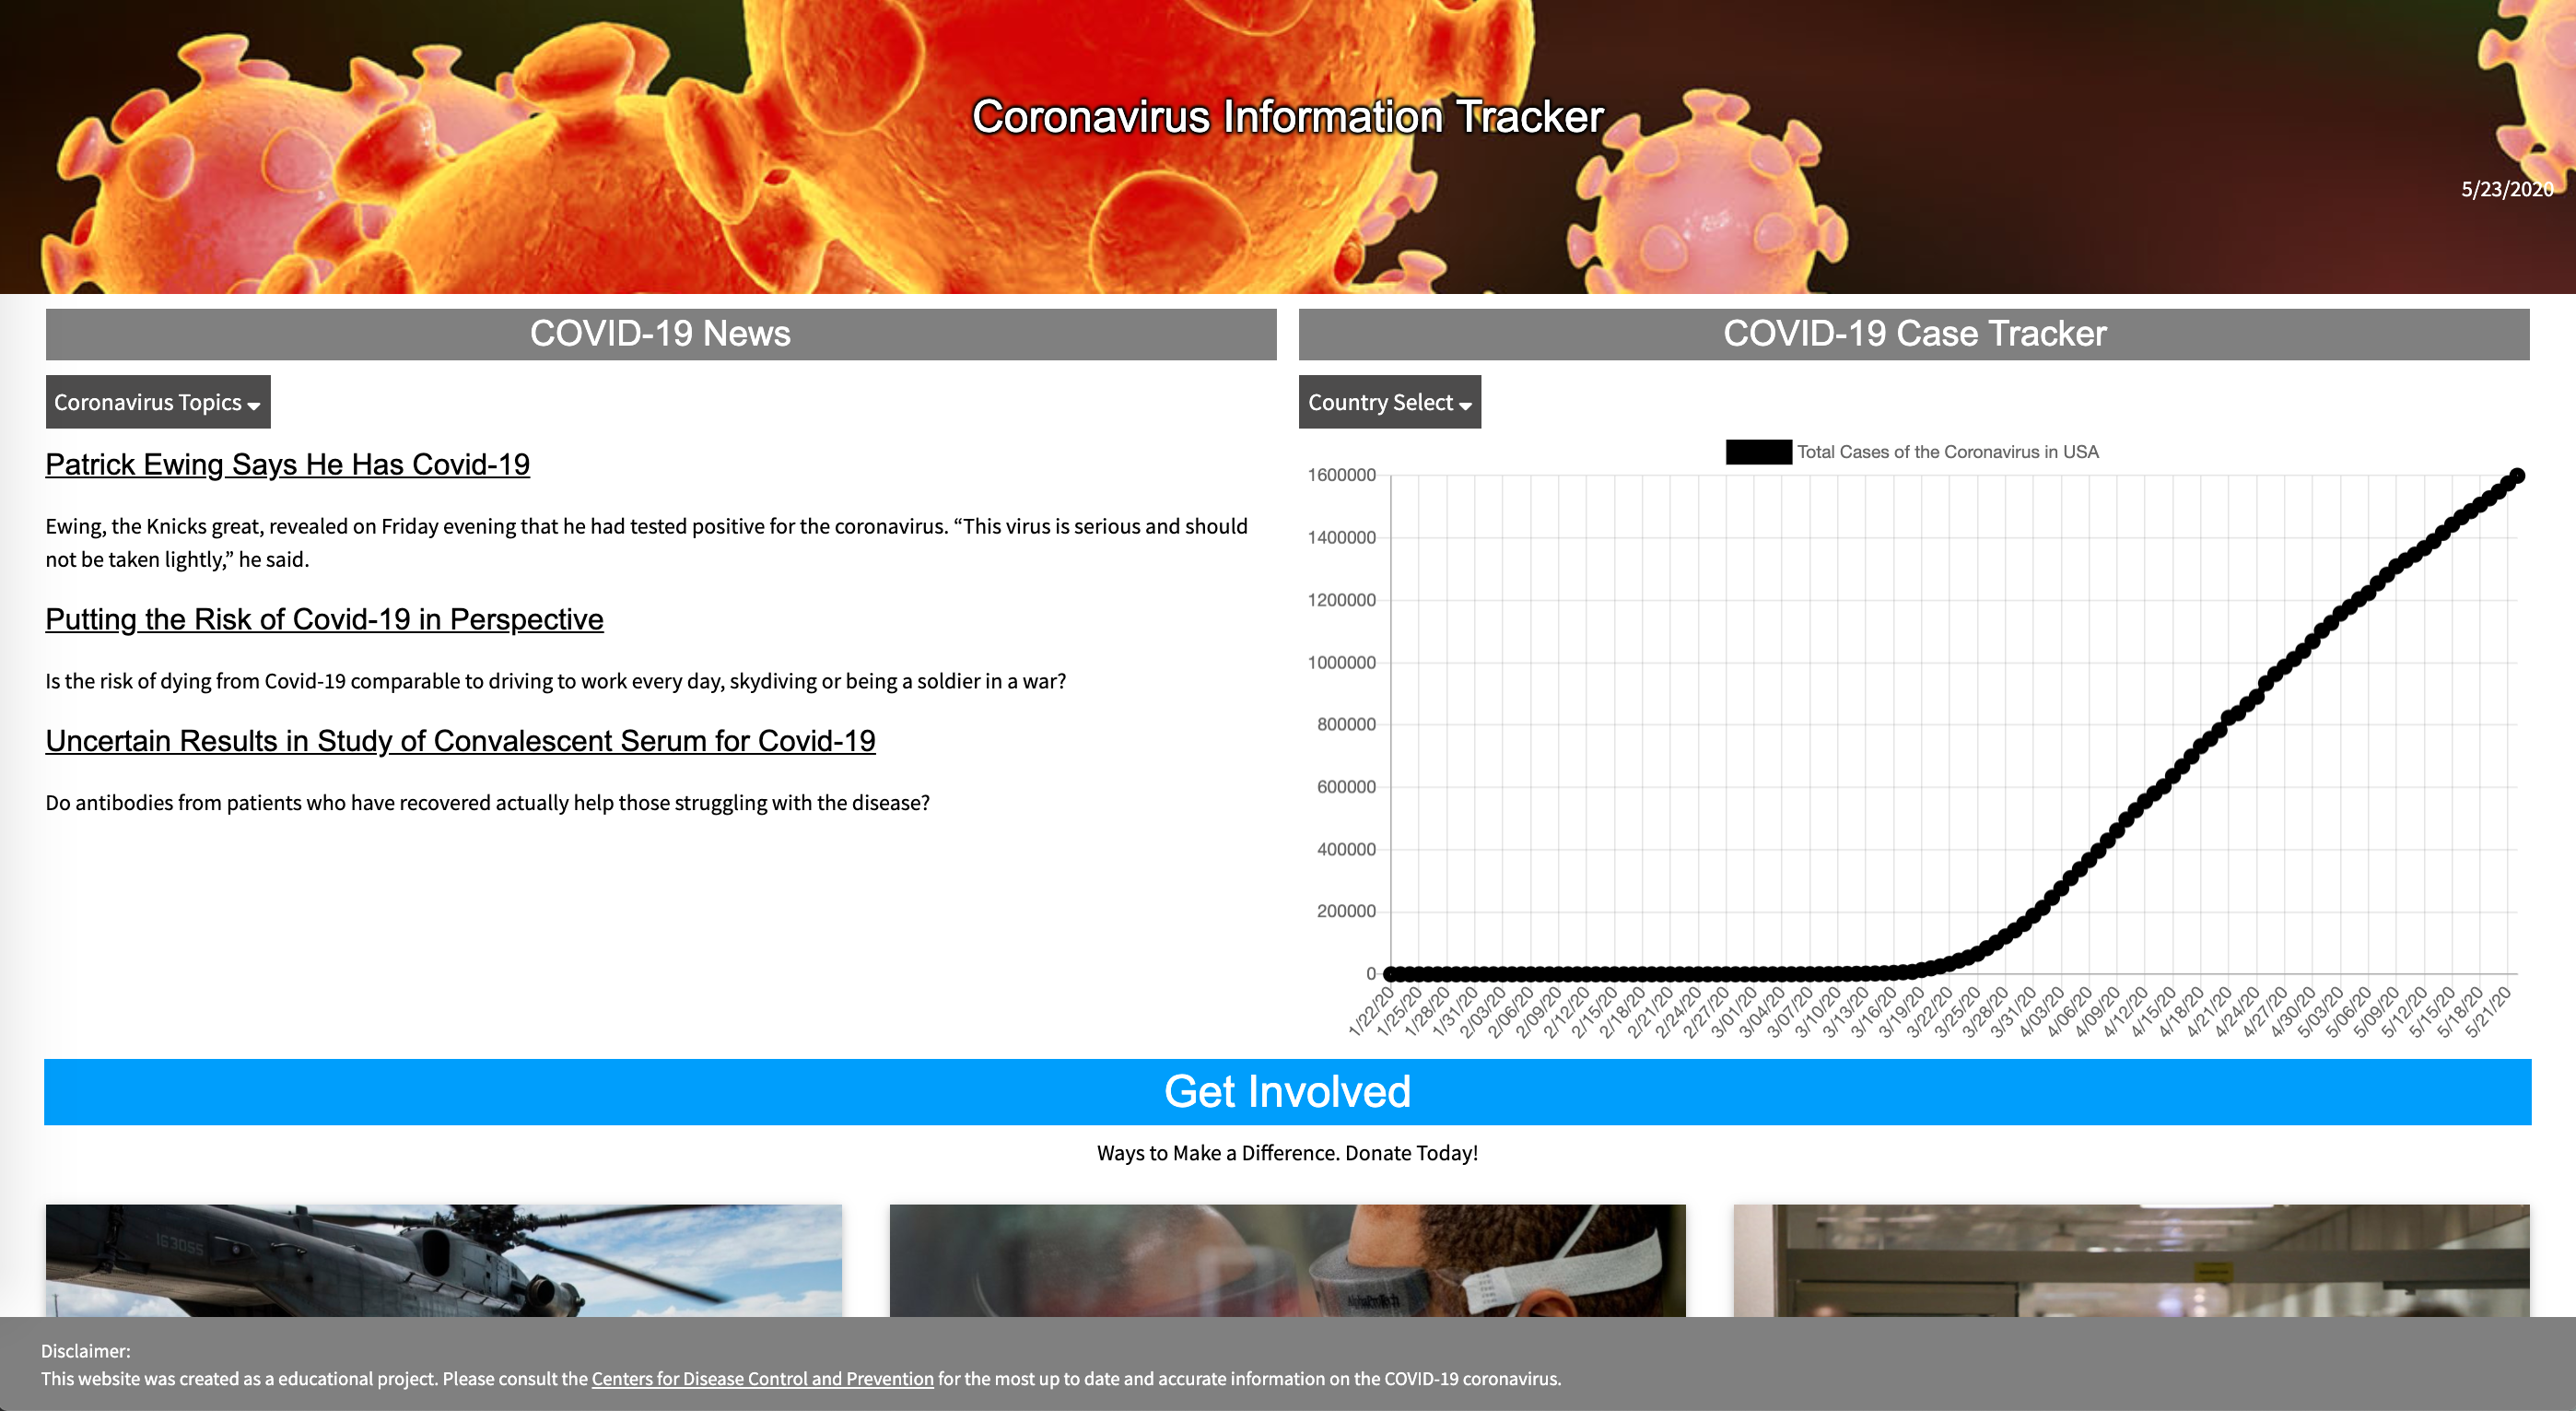 Coronavirus Information Tracker
5/23/2020
COVID-19 News
Coronavirus Topics
Patrick Ewing Says He Has Covid-19
Ewing, the Knicks great, revealed on Friday evening that he had tested positive for the coronavirus. “This virus is serious and should
not be taken lightly,” he said.
Putting the Risk of Covid-19 in Perspective
Is the risk of dying from Covid-19 comparable to driving to work every day, skydiving or being a soldier in a war?
Uncertain Results in Study of Convalescent Serum for Covid-19
Do antibodies from patients who have recovered actually help those struggling with the disease?
COVID-19 Case Tracker
Country Select
Total Cases of the Coronavirus in USA
1600000
1400000
1200000
1000000
800000
600000
400000
200000
0
1/22/20 1/25/20 1/28/20 1/31/20 2/03/20 2/06/20 2/09/20 2/12/20 2/15/20 2/18/20 2/21/20 2/24/20 2/27/20 3/01/20 3/04/20 3/07/20 3/10/20 3/13/20 3/16/20 3/19/20 3/22/20 3/25/20 3/28/20 3/31/20 4/03/20 4/06/20 4/09/20 4/12/20 4/15/20 4/18/20 4/21/20 4/24/20 4/27/20 4/30/20 5/03/20 5/06/20 5/09/20 5/12/20 5/15/20 5/18/20 5/21/20
Get Involved
Ways to Make a Difference. Donate Today!
163055
Disclaimer:
This website was created as a educational project. Please consult the Centers for Disease Control and Prevention for the most up to date and accurate information on the COVID-19 coronavirus.